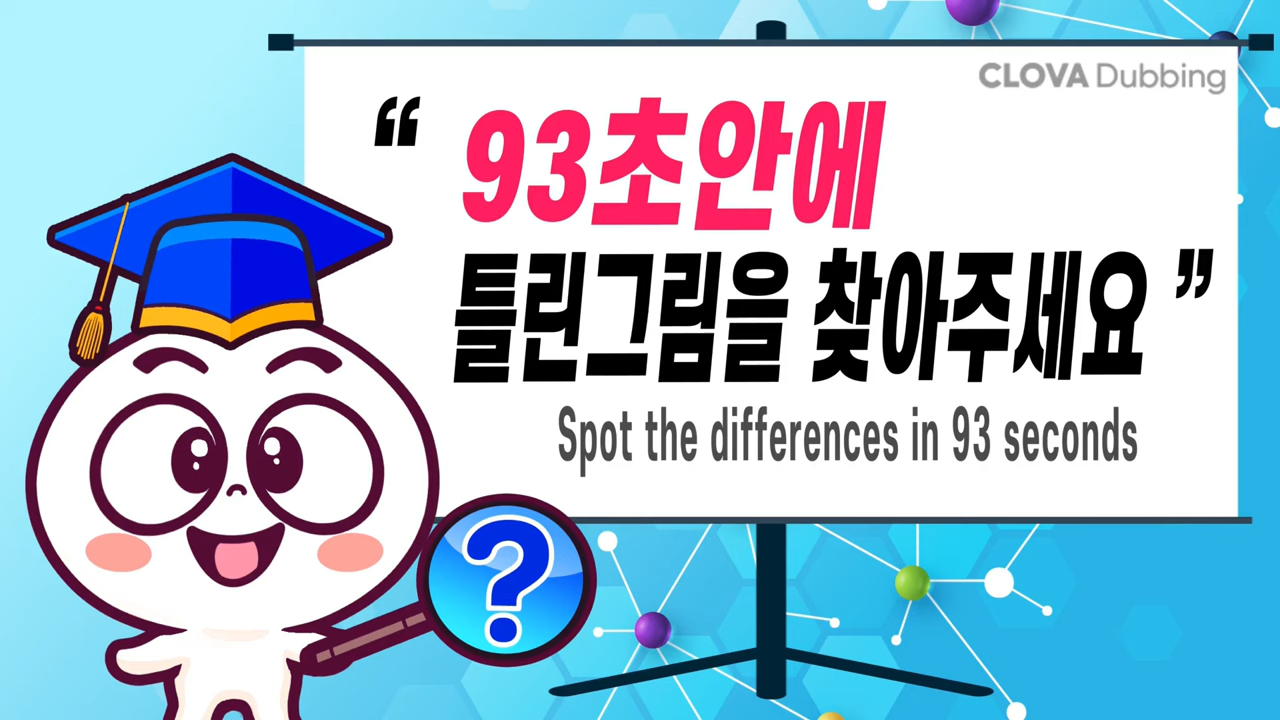 CLOVA Dubbing
“ 93초안에
틀린그림을 찾아주세요 ”
Spot the differences in 93 seconds
?